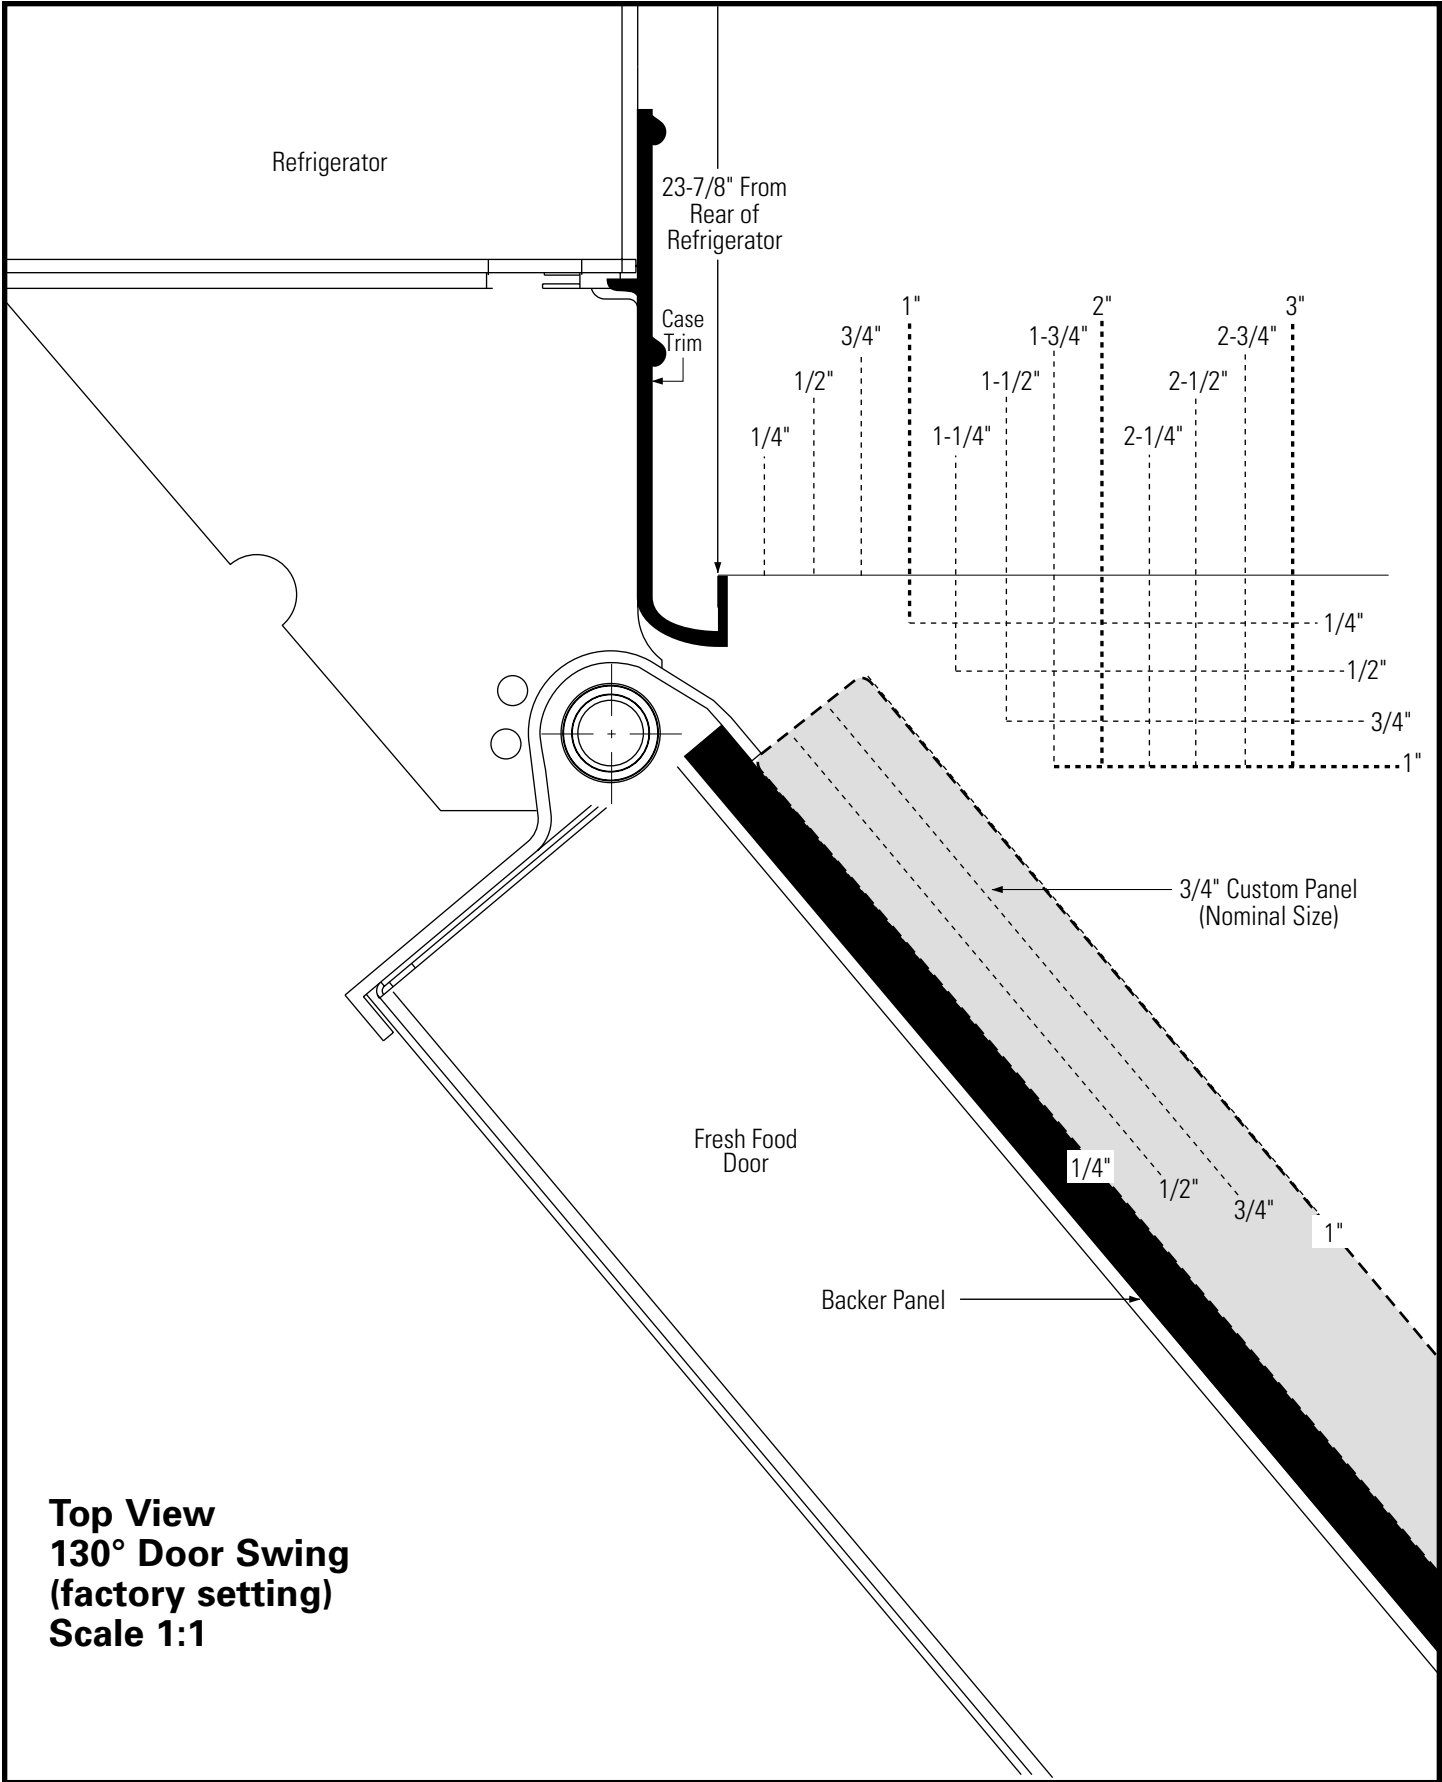 Refrigerator
23-7/8" From
Rear of
Refrigerator
Case
Trim
1/4"
1/2"
3/4"
1"
1-1/4"
1-1/2"
1-3/4"
2"
2-1/4"
2-1/2"
2-3/4"
3"
1/4"
1/2"
3/4"
1"
3/4" Custom Panel
(Nominal Size)
Fresh Food
Door
1/4"
1/2"
3/4"
1"
Backer Panel
Top View
130° Door Swing
(factory setting)
Scale 1:1